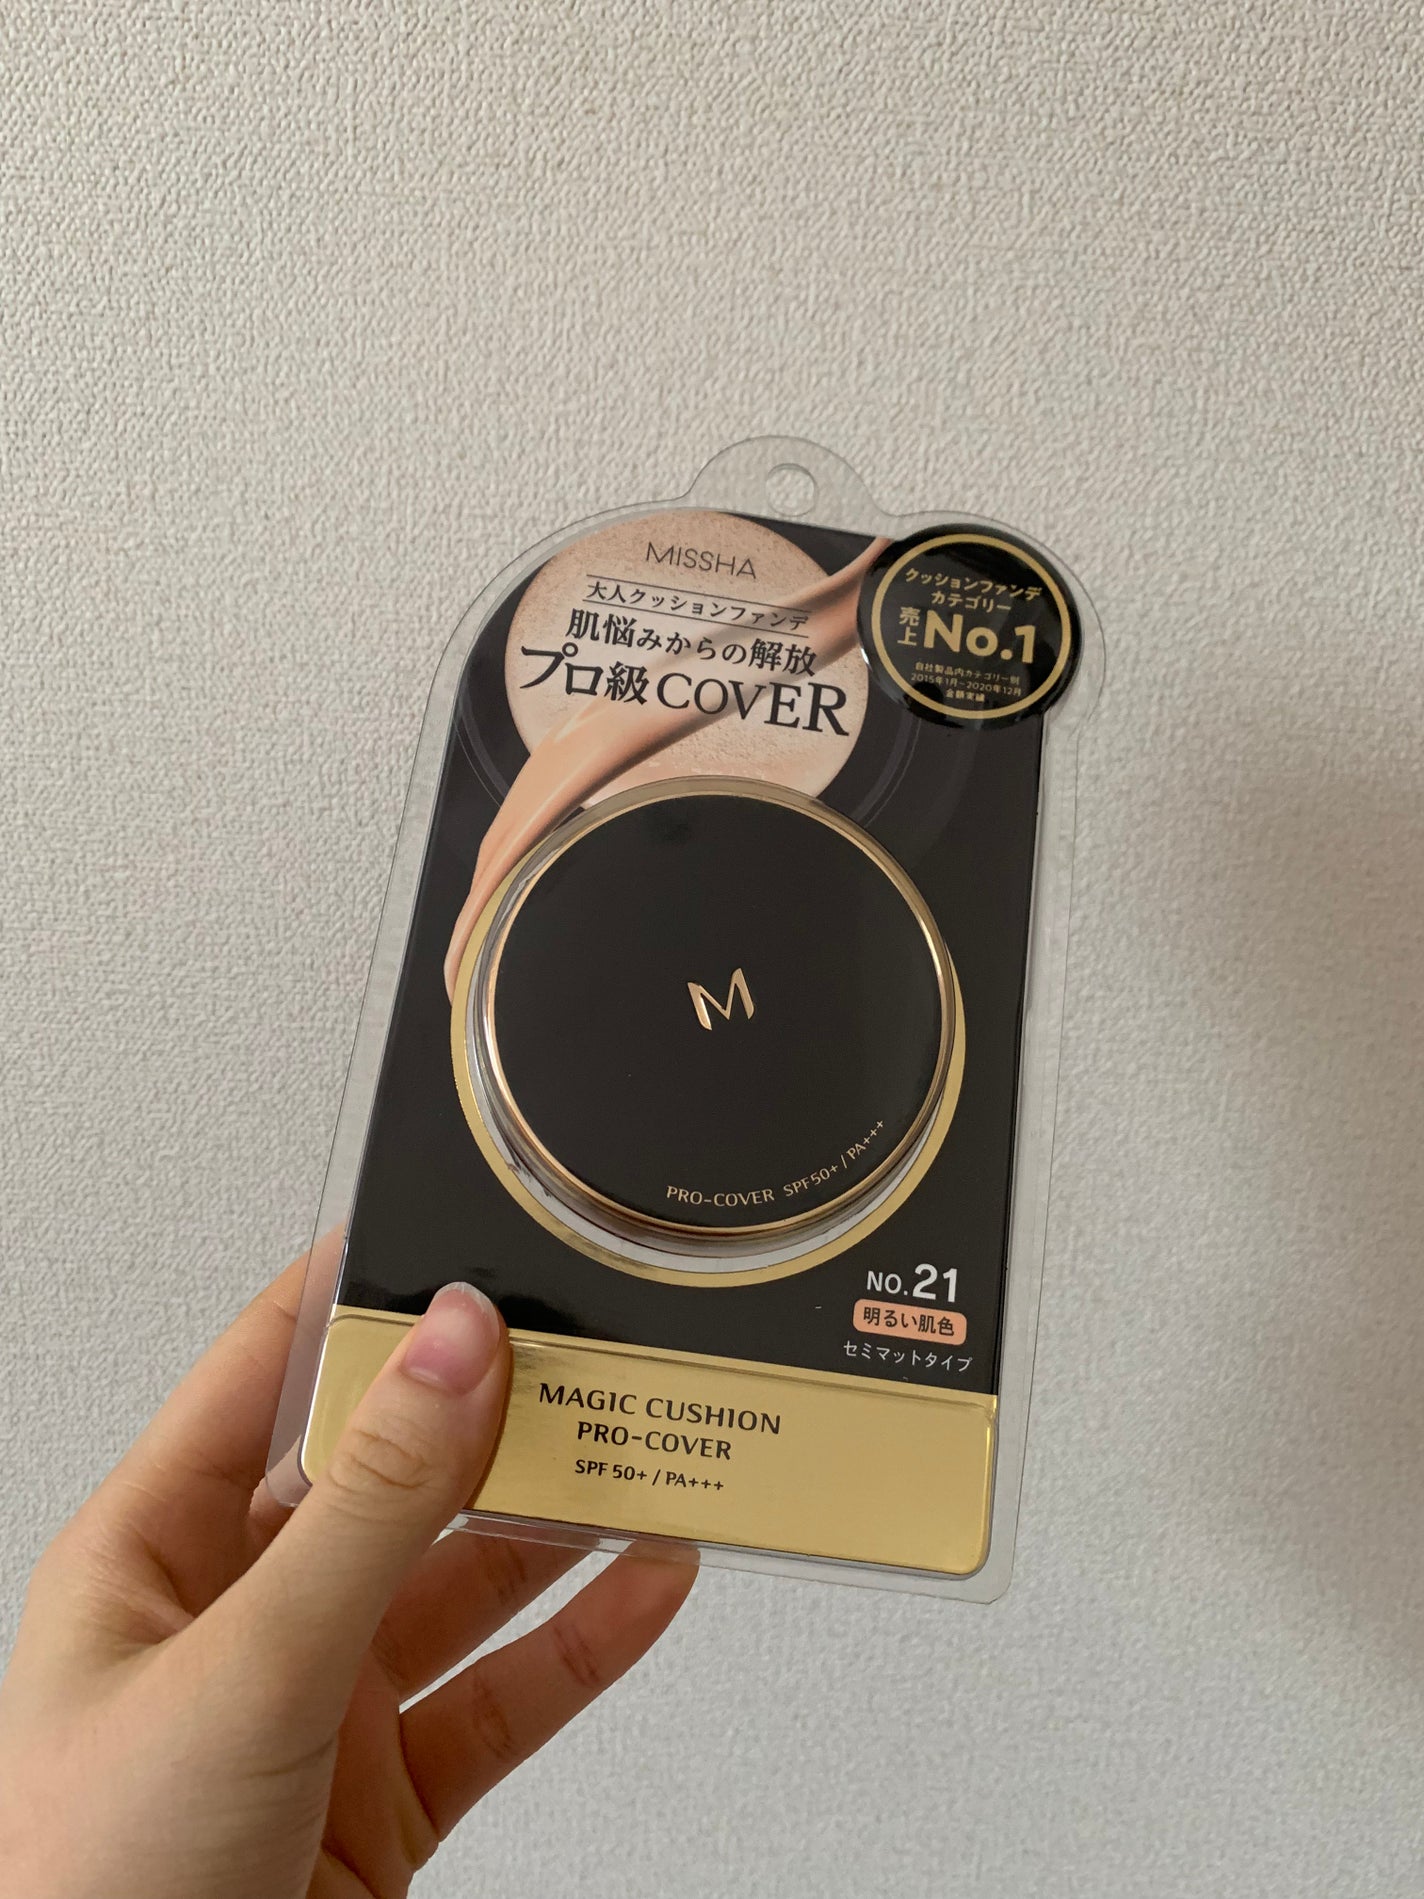 MISSHA
大人クッションファンデ
肌悩みからの解放
プロ級COVER
クッションファンデ
カテゴリー
売上No.1
自社製品内カテゴリー別
2015年1月-2020年12月
金額実績
M
PRO-COVER SPF50+ / PA+++
NO.21
明るい肌色
セミマットタイプ
MAGIC CUSHION
PRO-COVER
SPF 50+ / PA+++